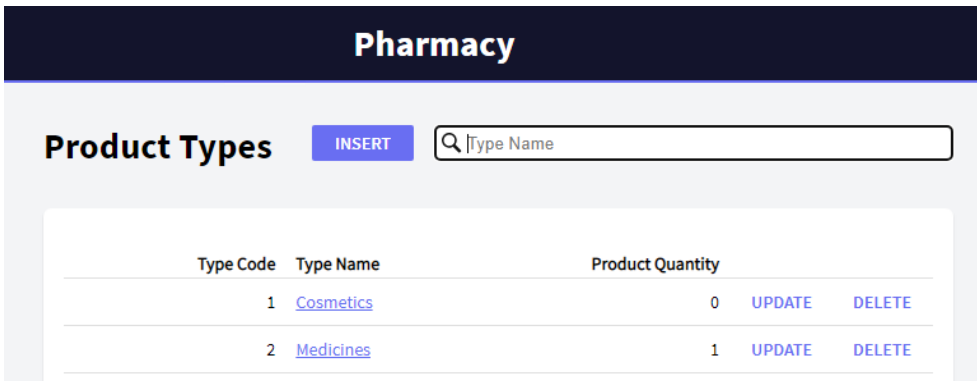 Pharmacy
Product Types INSERT Type Name
Type Code Type Name Product Quantity
1 Cosmetics 0 UPDATE DELETE
2 Medicines 1 UPDATE DELETE